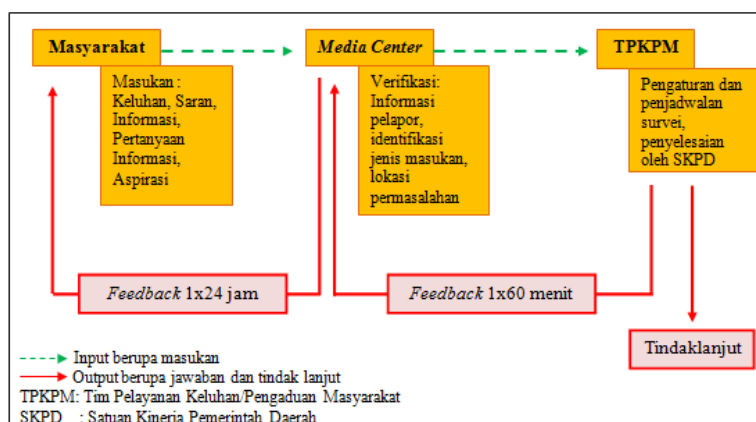 Masyarakat
Masukan :
Keluhan, Saran,
Informasi,
Pertanyaan
Informasi,
Aspirasi
Media Center
Verifikasi:
Informasi
pelapor,
identifikasi
jenis masukan,
lokasi
permasalahan
TPKPM
Pengaturan dan
penjadwalan
survei,
penyelesaian
oleh SKPD
Feedback 1x24 jam
Feedback 1x60 menit
Tindaklanjut
Input berupa masukan
Output berupa jawaban dan tindak lanjut
TPKPM: Tim Pelayanan Keluhan/Pengaduan Masyarakat
SKPD : Satuan Kinerja Pemerintah Daerah